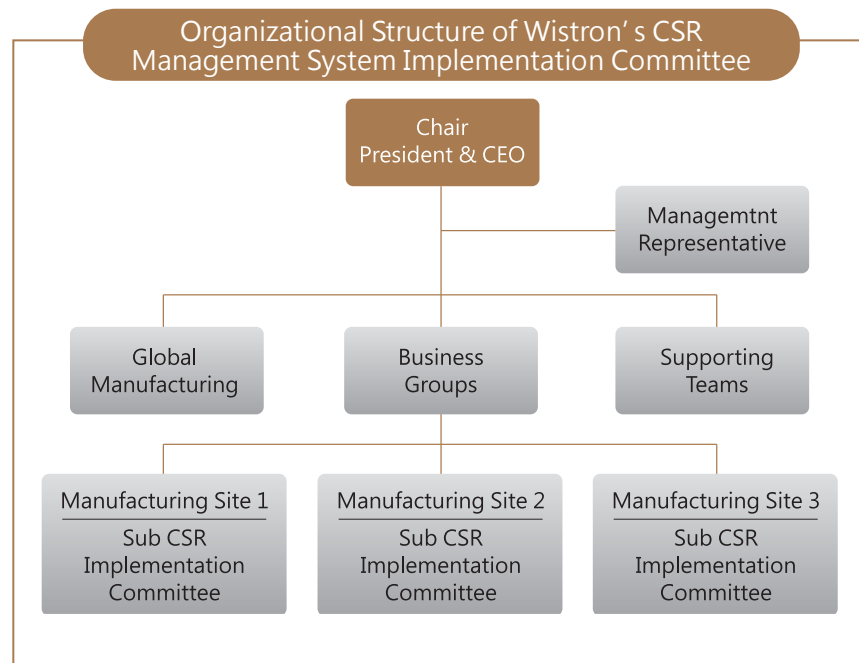 Organizational Structure of Wistron’s CSR
Management System Implementation Committee
Chair
President & CEO
Managemtnt
Representative
Global
Manufacturing
Business
Groups
Supporting
Teams
Manufacturing Site 1
Sub CSR
Implementation
Committee
Manufacturing Site 2
Sub CSR
Implementation
Committee
Manufacturing Site 3
Sub CSR
Implementation
Committee